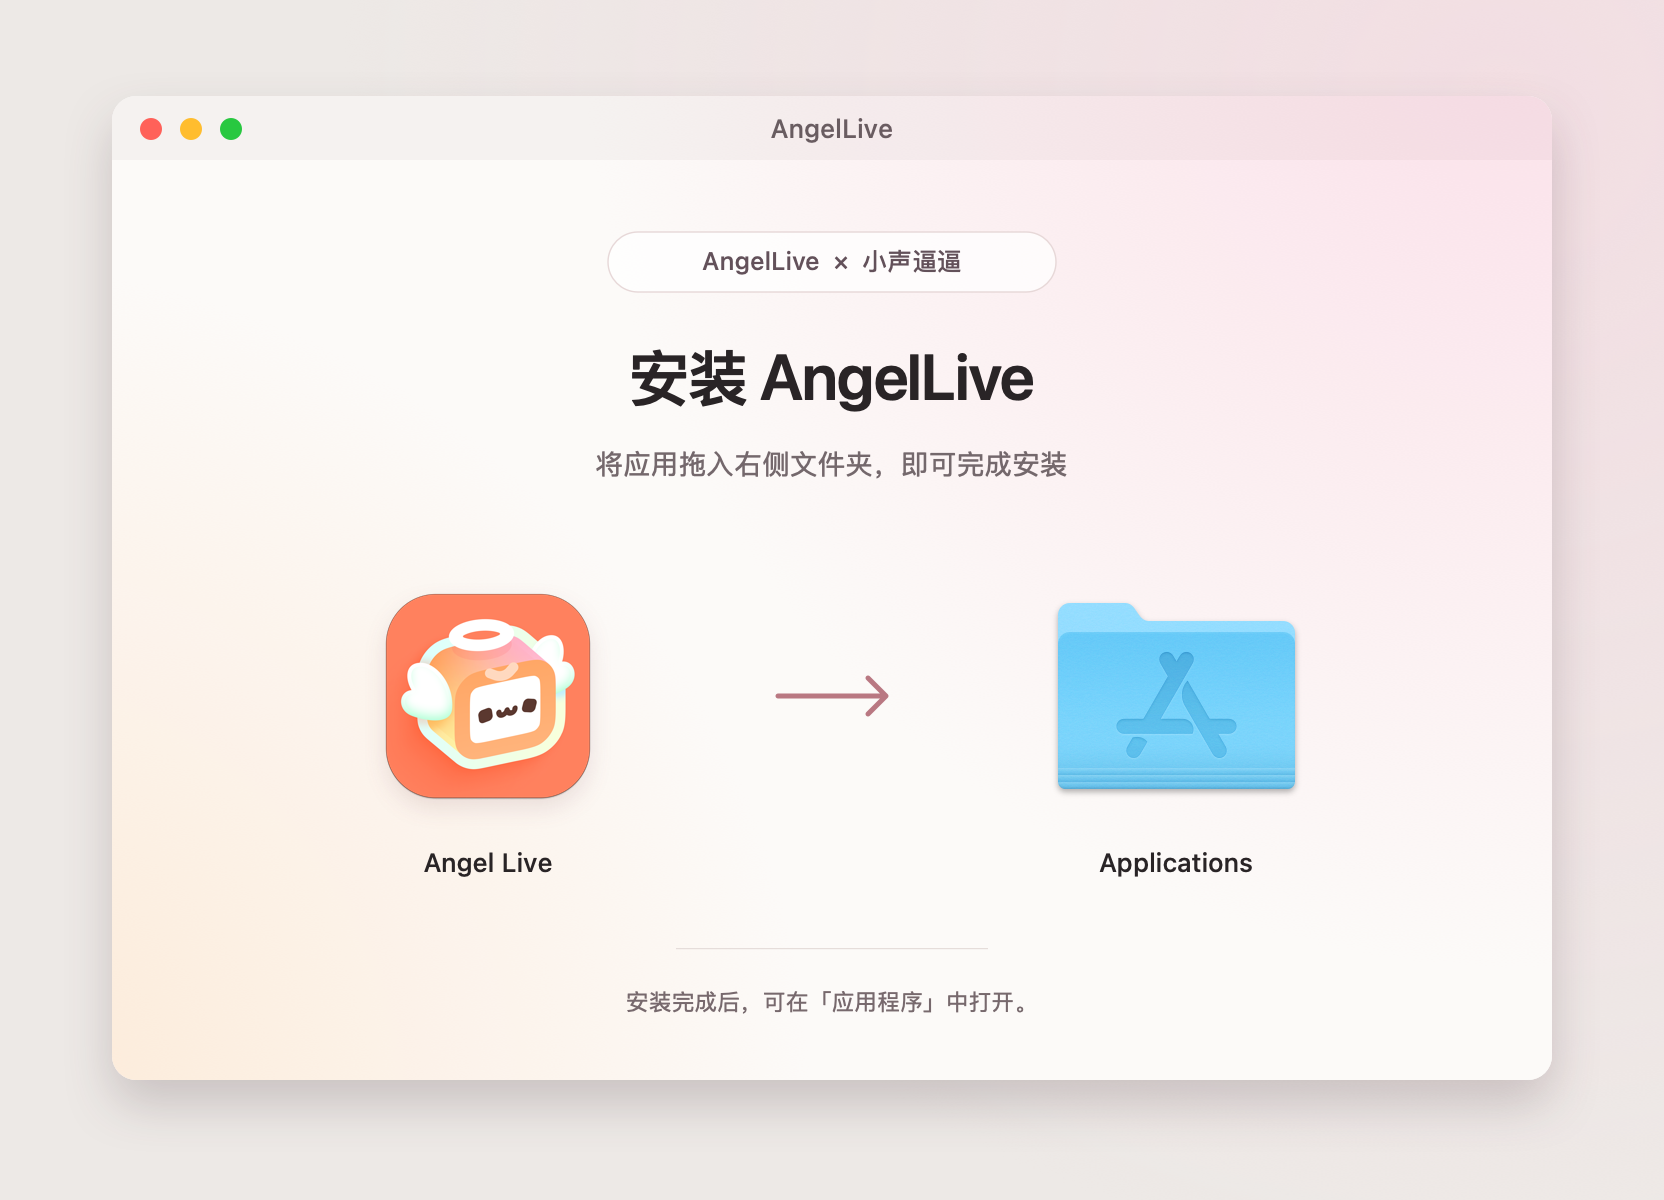 AngelLive
AngelLive × 小声逼逼
安装 AngelLive
将应用拖入右侧文件夹，即可完成安装
Angel Live
Applications
安装完成后，可在「应用程序」中打开。